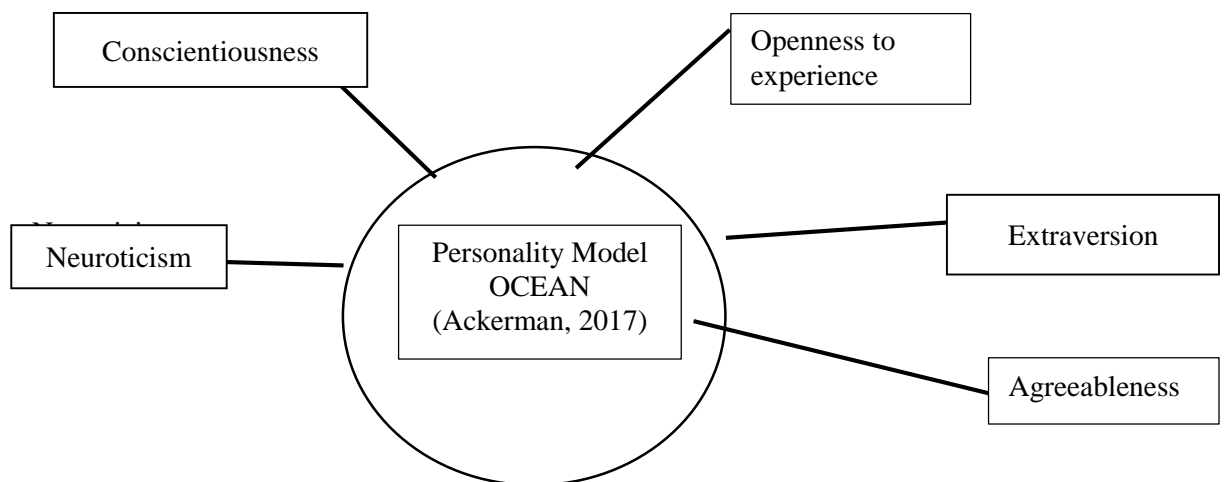 Conscientiousness
Openness to
experience
Neuroticism
Personality Model
OCEAN
(Ackerman, 2017)
Extraversion
Agreeableness